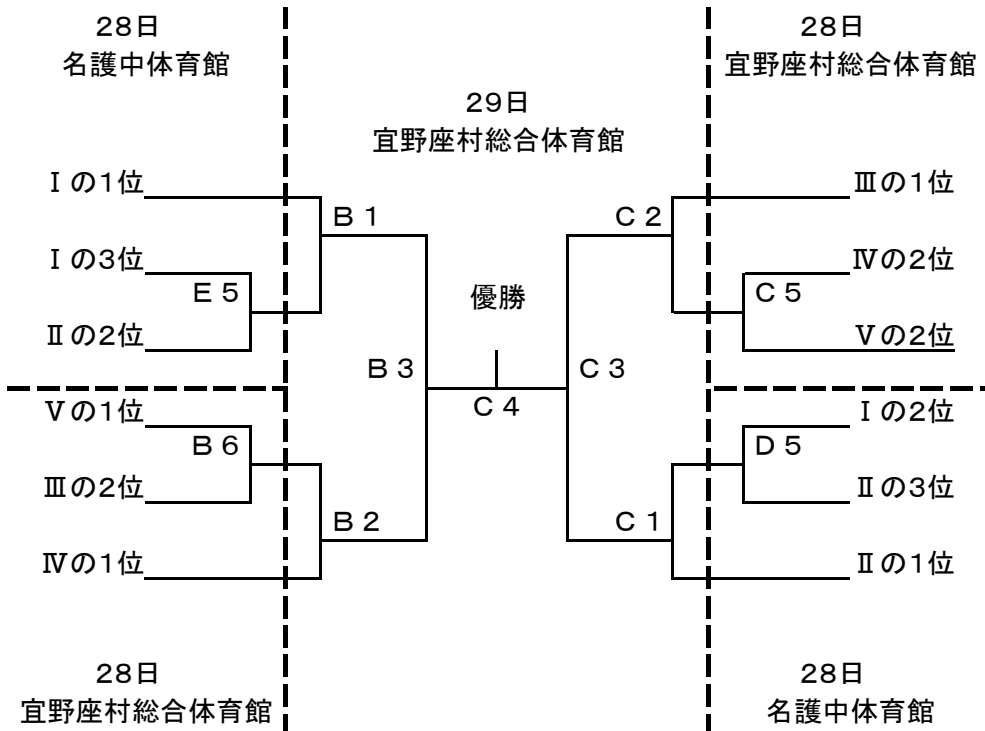 28日
名護中体育館
28日
宜野座村総合体育館
29日
宜野座村総合体育館
Ⅰの1位
Ⅰの3位
Ⅱの2位
E5
B1
Ⅴの1位
Ⅲの2位
Ⅳの1位
B6
B2
B3
優勝
C4
C3
C2
Ⅲの1位
Ⅳの2位
Ⅴの2位
C5
Ⅰの2位
Ⅱの3位
Ⅱの1位
D5
C1
28日
宜野座村総合体育館
28日
名護中体育館